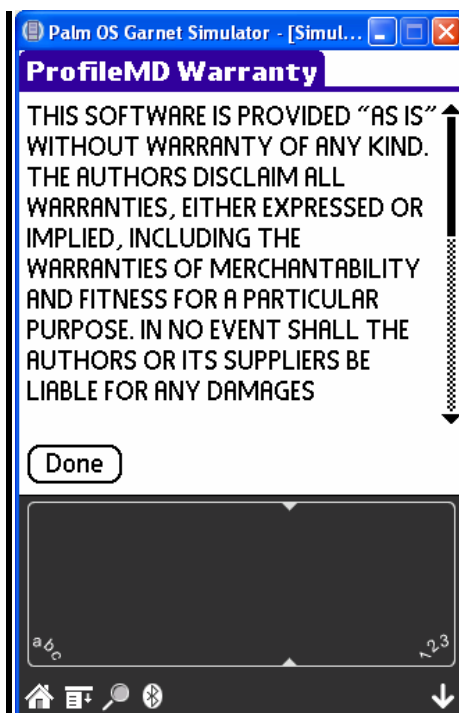 Palm OS Garnet Simulator - [Simul...
ProfileMD Warranty
THIS SOFTWARE IS PROVIDED “AS IS”
WITHOUT WARRANTY OF ANY KIND.
THE AUTHORS DISCLAIM ALL
WARRANTIES, EITHER EXPRESSED OR
IMPLIED, INCLUDING THE
WARRANTIES OF MERCHANTABILITY
AND FITNESS FOR A PARTICULAR
PURPOSE. IN NO EVENT SHALL THE
AUTHORS OR ITS SUPPLIERS BE
LIABLE FOR ANY DAMAGES
Done
abc
123